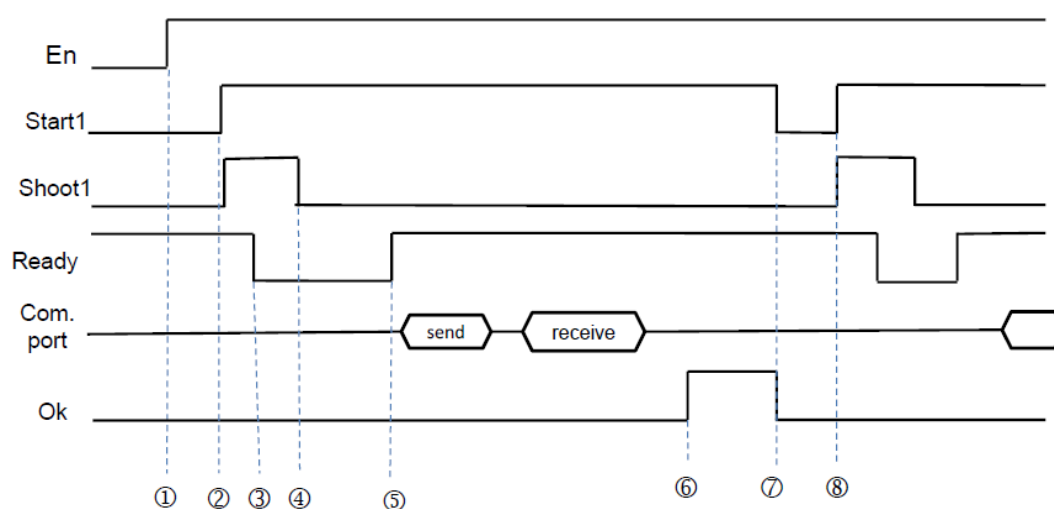 En
Start1
Shoot1
Ready
Com.
port
send
receive
Ok
① ② ③ ④ ⑤ ⑥ ⑦ ⑧